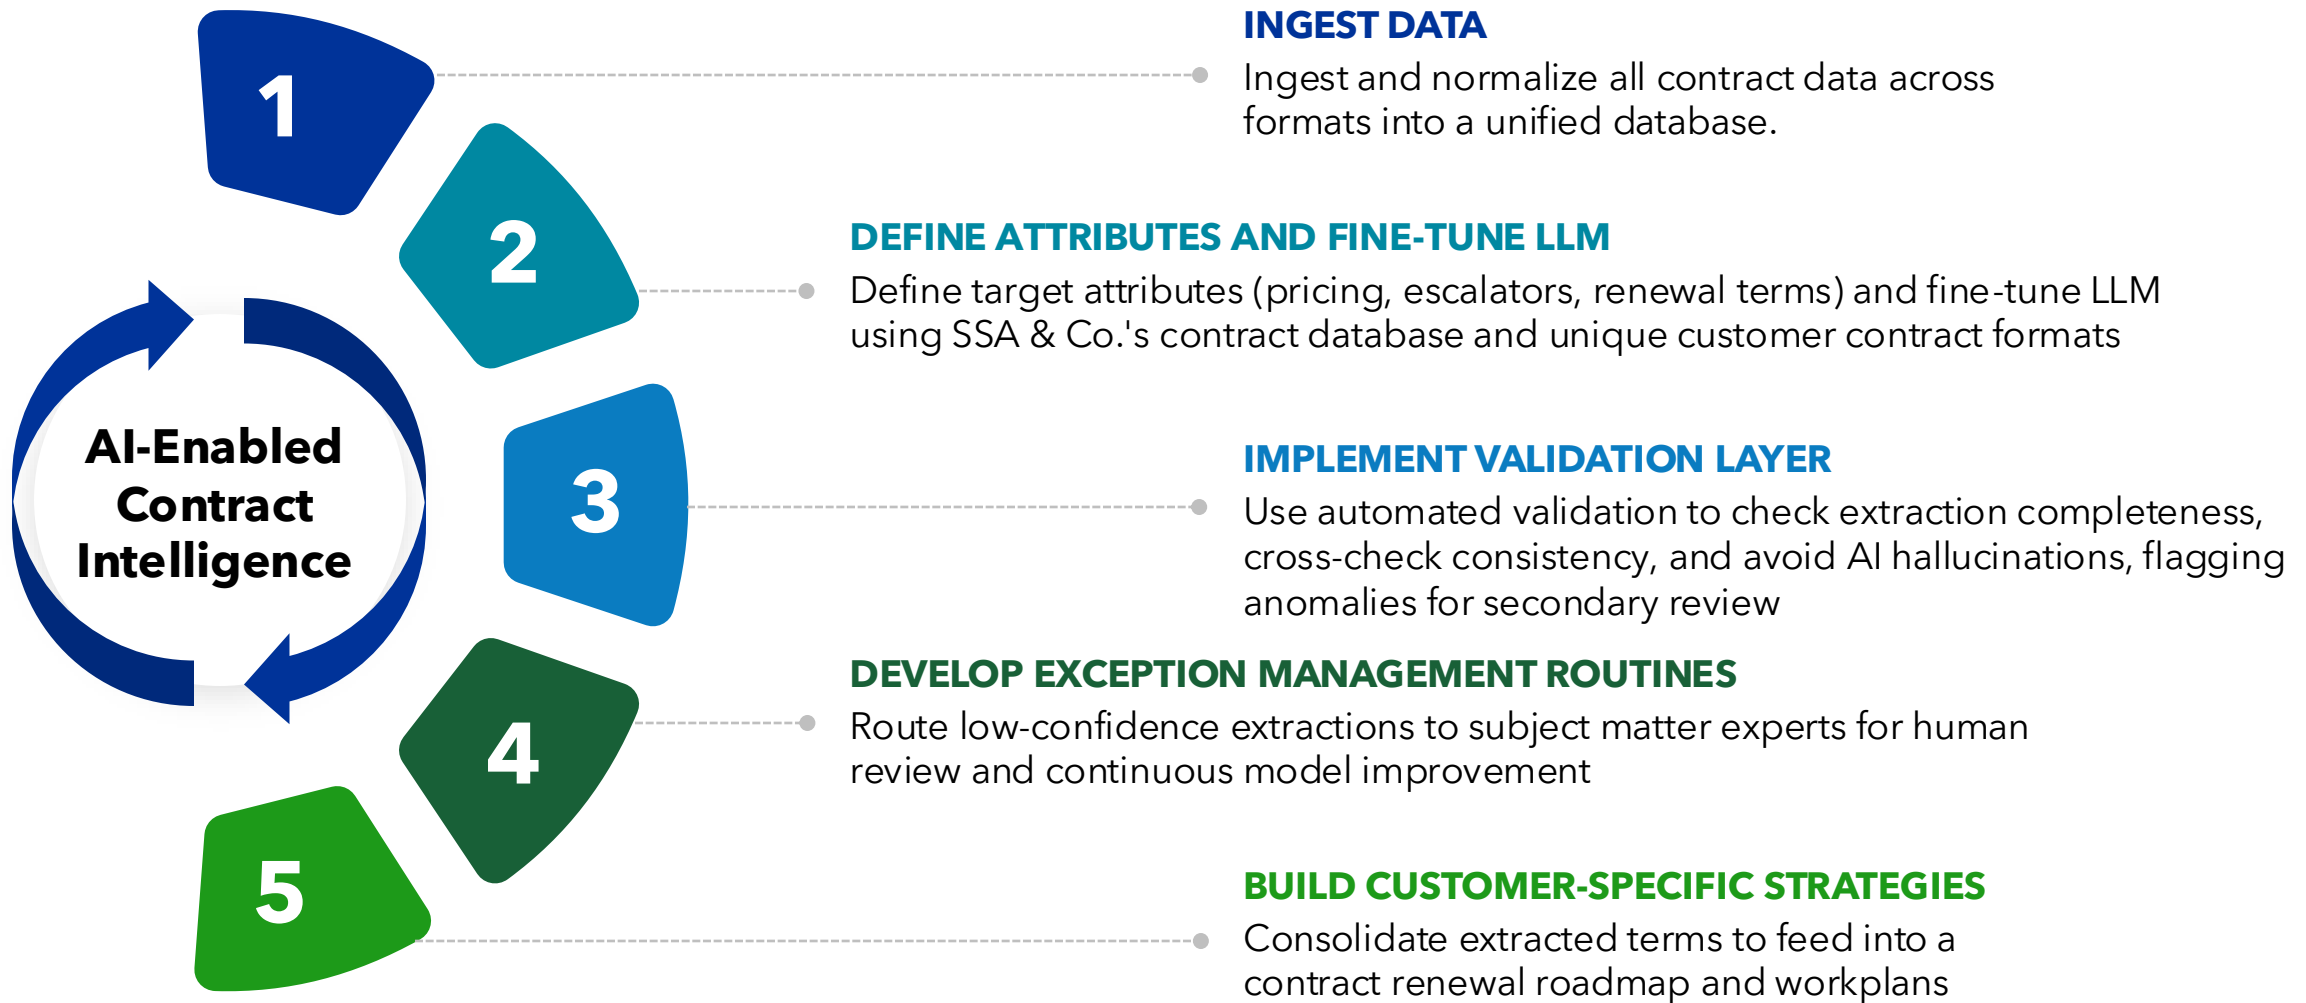 1
INGEST DATA
Ingest and normalize all contract data across
formats into a unified database.
2
DEFINE ATTRIBUTES AND FINE-TUNE LLM
Define target attributes (pricing, escalators, renewal terms) and fine-tune LLM
using SSA & Co.'s contract database and unique customer contract formats
AI-Enabled
Contract
Intelligence
3
IMPLEMENT VALIDATION LAYER
Use automated validation to check extraction completeness,
cross-check consistency, and avoid AI hallucinations, flagging
anomalies for secondary review
4
DEVELOP EXCEPTION MANAGEMENT ROUTINES
Route low-confidence extractions to subject matter experts for human
review and continuous model improvement
5
BUILD CUSTOMER-SPECIFIC STRATEGIES
Consolidate extracted terms to feed into a
contract renewal roadmap and workplans